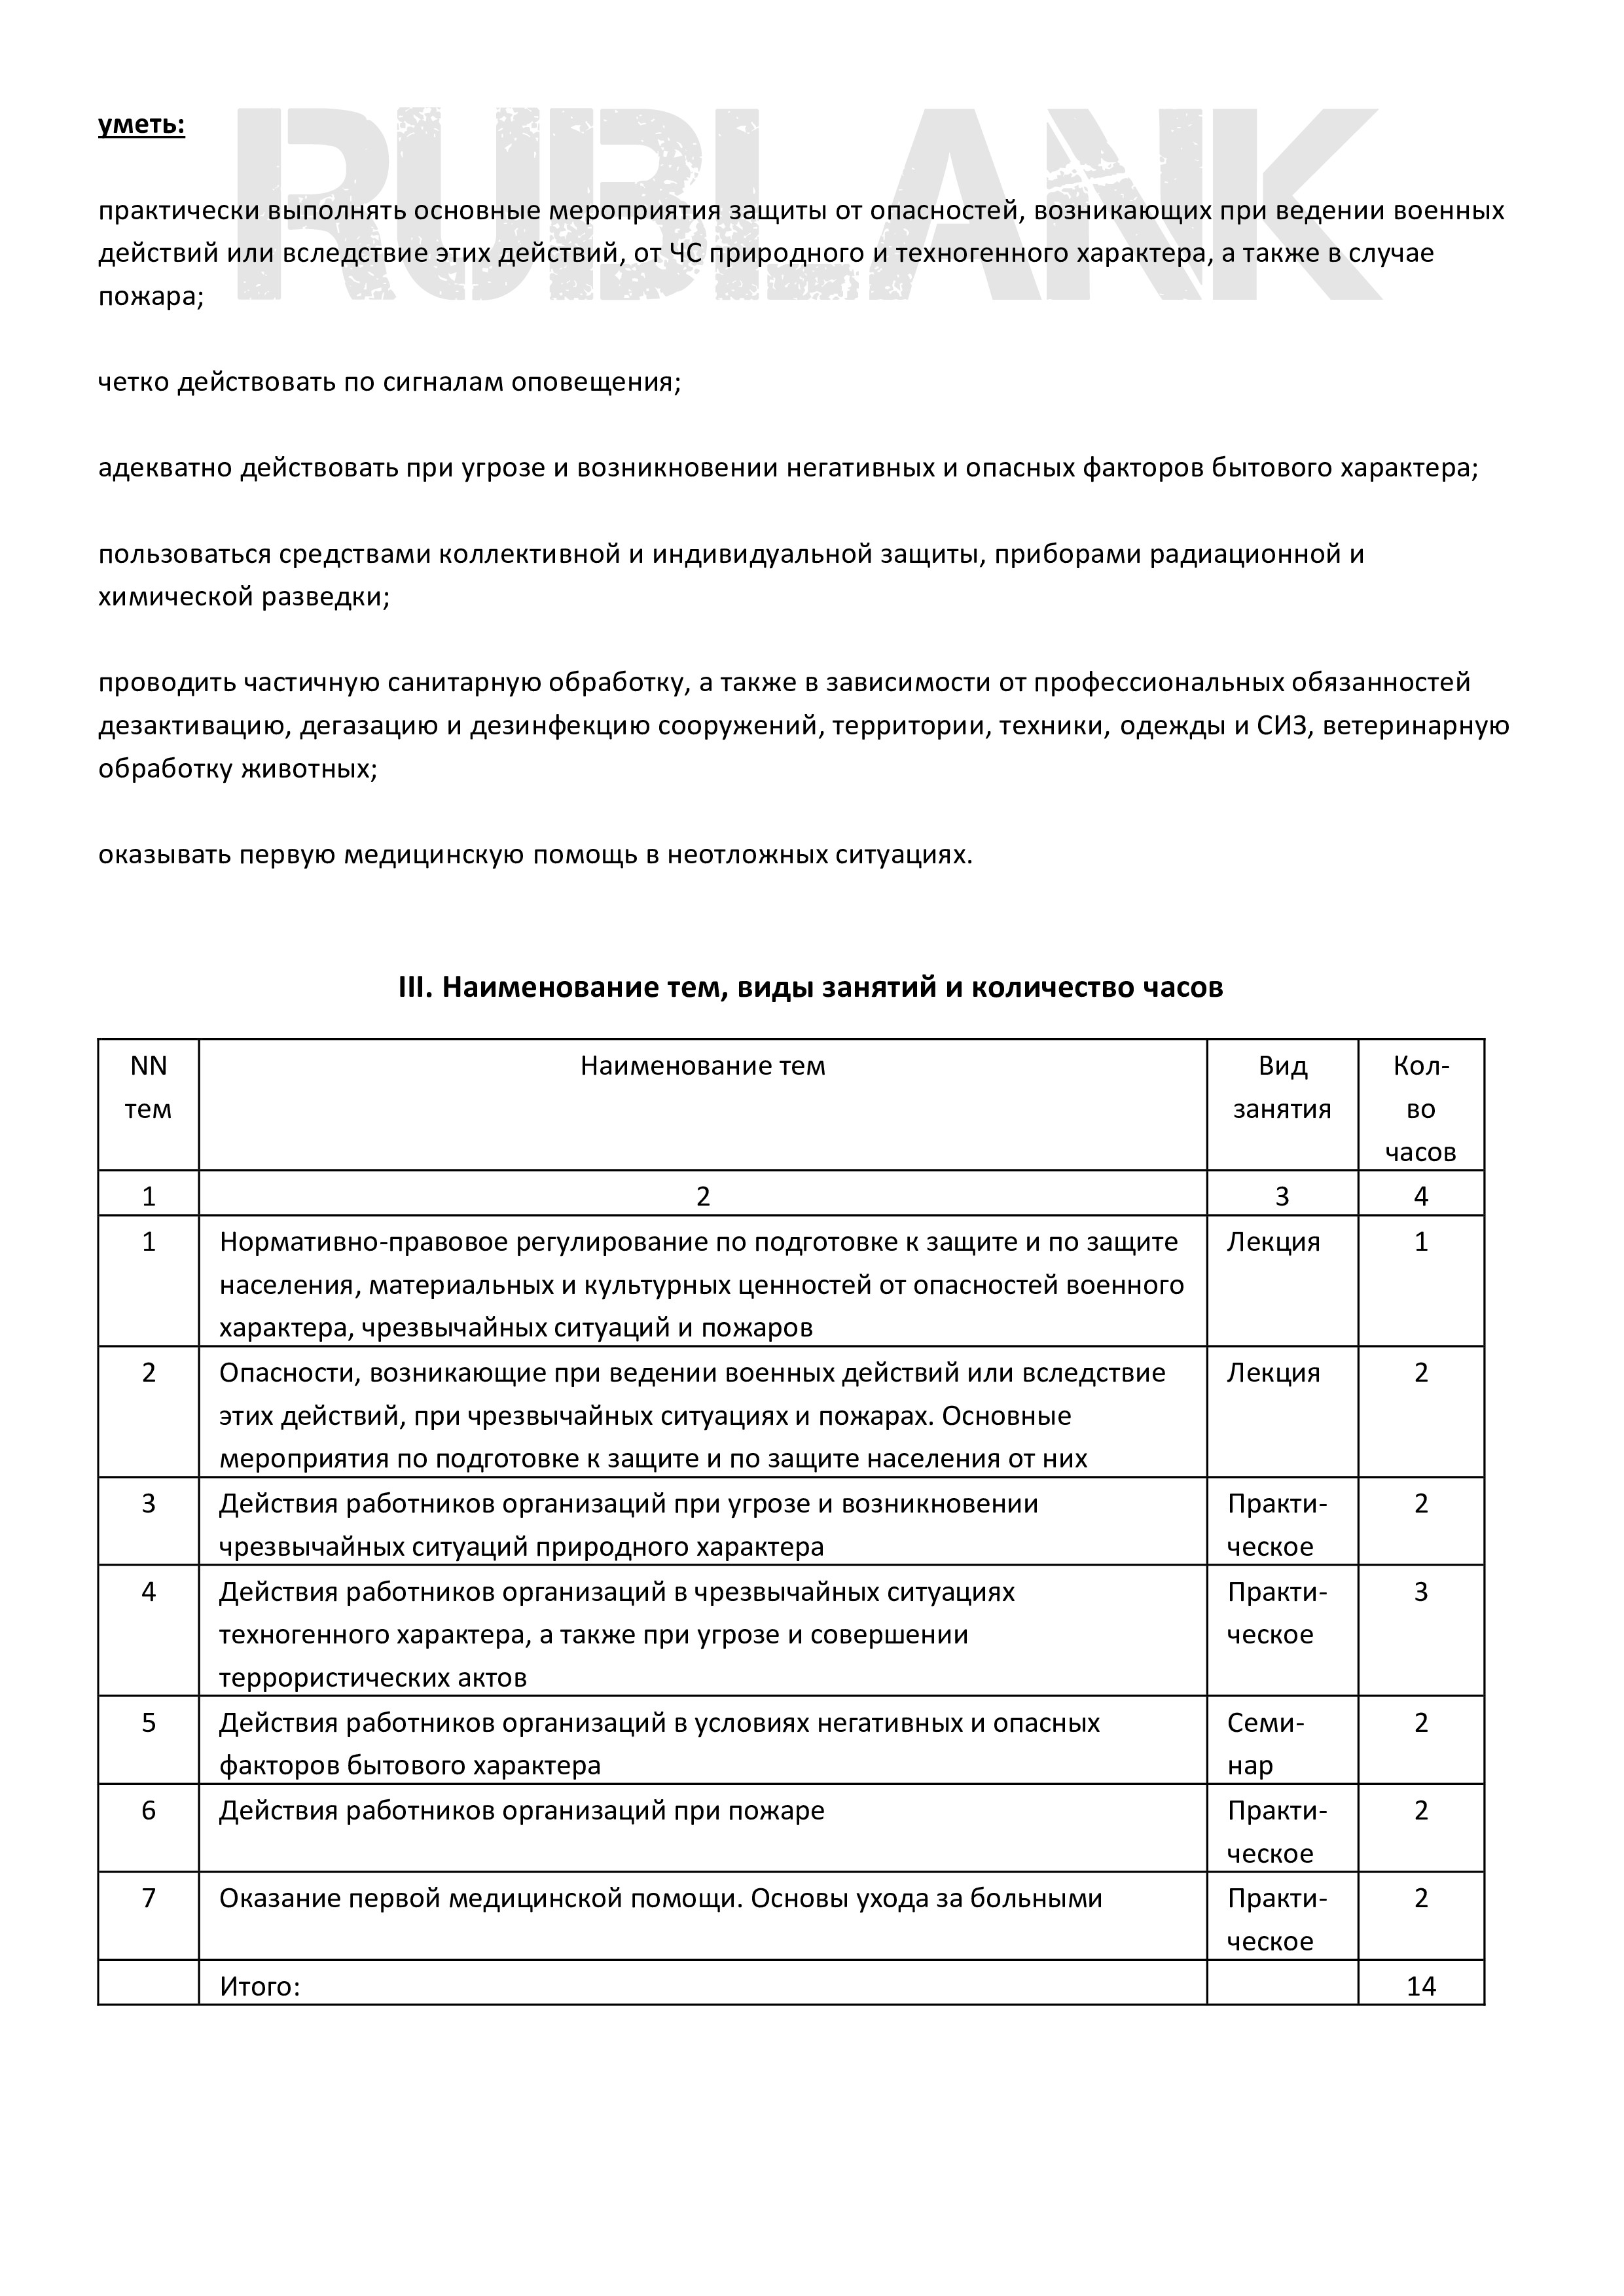 RUBLANK
уметь:
практически выполнять основные мероприятия защиты от опасностей, возникающих при ведении военных
действий или вследствие этих действий, от ЧС природного и техногенного характера, а также в случае
пожара;
четко действовать по сигналам оповещения;
адекватно действовать при угрозе и возникновении негативных и опасных факторов бытового характера;
пользоваться средствами коллективной и индивидуальной защиты, приборами радиационной и
химической разведки;
проводить частичную санитарную обработку, а также в зависимости от профессиональных обязанностей
дезактивацию, дегазацию и дезинфекцию сооружений, территории, техники, одежды и СИЗ, ветеринарную
обработку животных;
оказывать первую медицинскую помощь в неотложных ситуациях.
III. Наименование тем, виды занятий и количество часов
NN Наименование тем Вид Кол-
тем занятия во
часов
1 2 3 4
1 Нормативно-правовое регулирование по подготовке к защите и по защите Лекция 1
населения, материальных и культурных ценностей от опасностей военного
характера, чрезвычайных ситуаций и пожаров
2 Опасности, возникающие при ведении военных действий или вследствие Лекция 2
этих действий, при чрезвычайных ситуациях и пожарах. Основные
мероприятия по подготовке к защите и по защите населения от них
3 Действия работников организаций при угрозе и возникновении Практи- 2
чрезвычайных ситуаций природного характера ческое
4 Действия работников организаций в чрезвычайных ситуациях Практи- 3
техногенного характера, а также при угрозе и совершении ческое
террористических актов
5 Действия работников организаций в условиях негативных и опасных Семи- 2
факторов бытового характера нар
6 Действия работников организаций при пожаре Практи- 2
ческое
7 Оказание первой медицинской помощи. Основы ухода за больными Практи- 2
ческое
Итого: 14